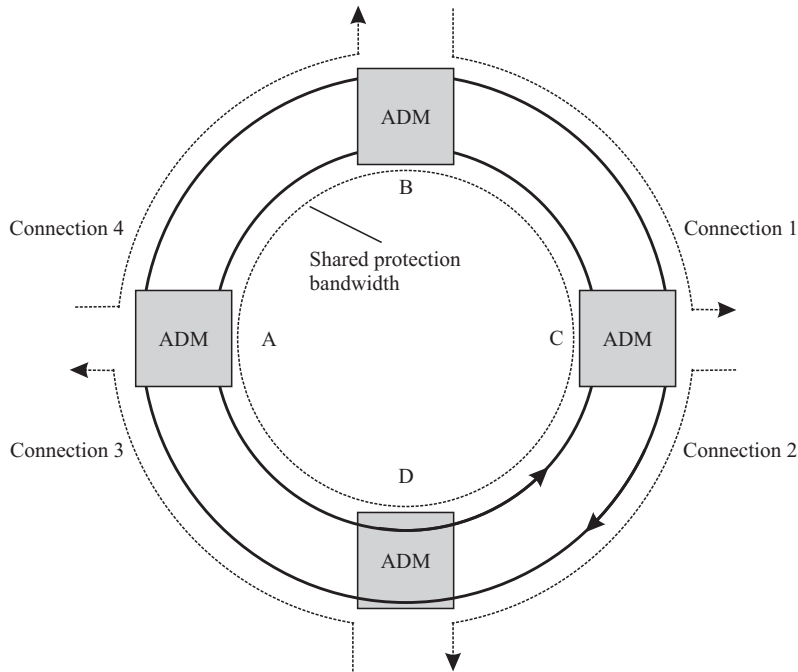 ADM
B
Connection 4
Connection 1
Shared protection
bandwidth
ADM
A
C
ADM
Connection 3
Connection 2
D
ADM